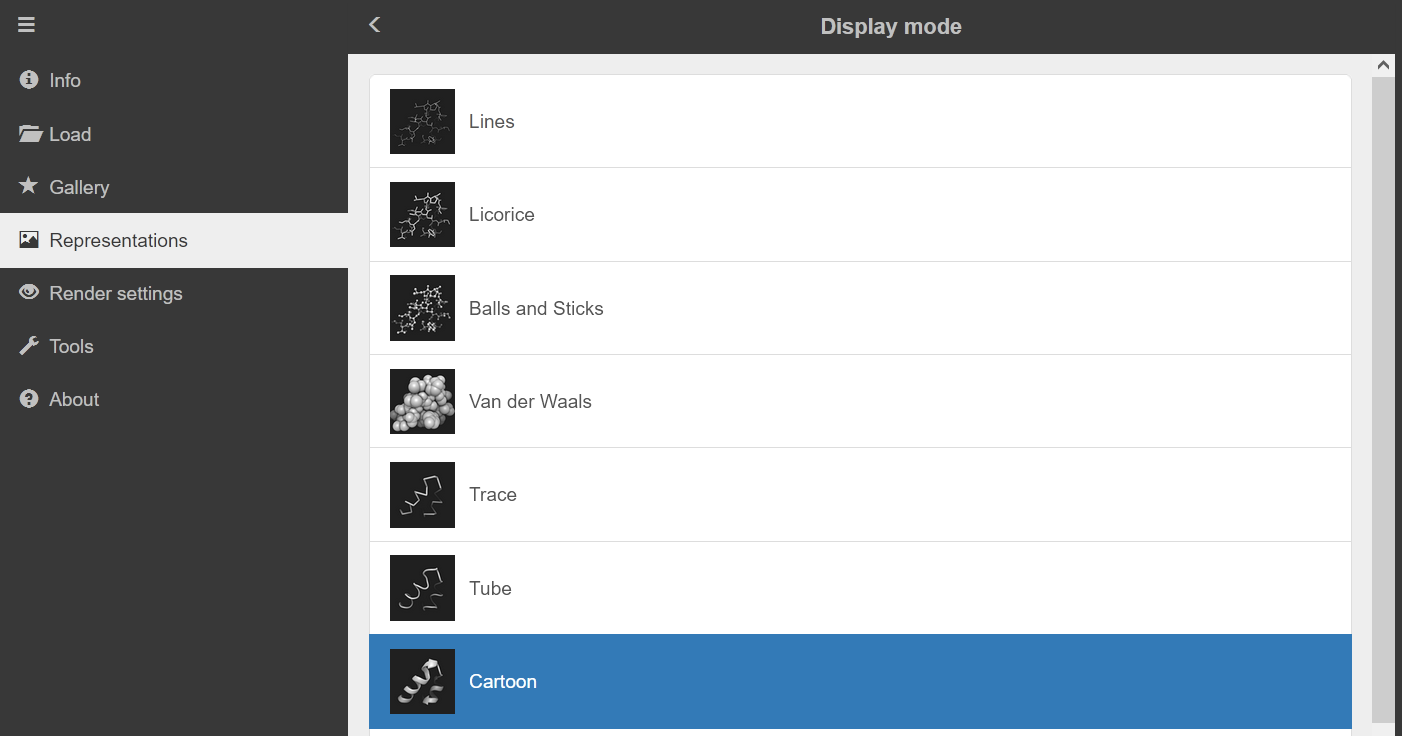 Display mode
Info
Load
Gallery
Representations
Render settings
Tools
About
Lines
Licorice
Balls and Sticks
Van der Waals
Trace
Tube
Cartoon